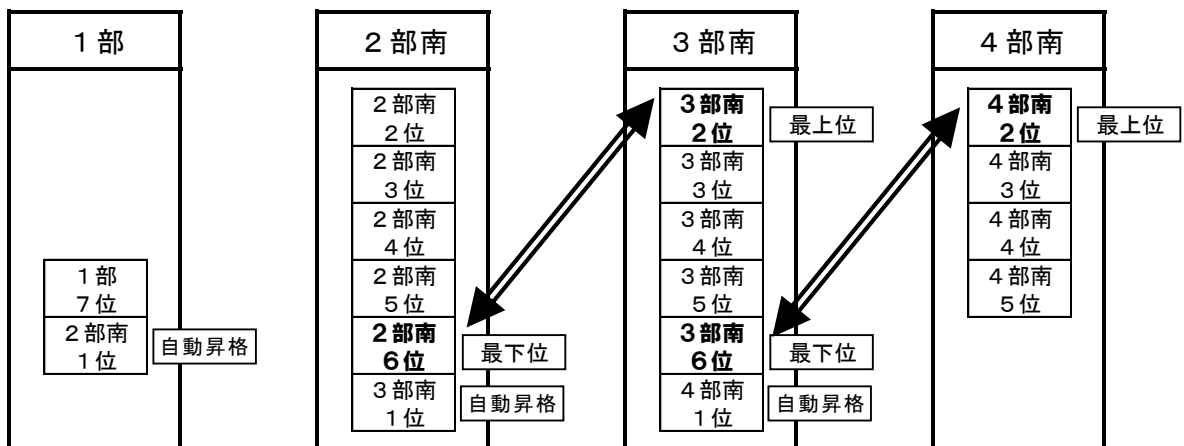 １部
１部
７位
２部南
１位
自動昇格
２部南
２部南
２位
２部南
３位
２部南
４位
２部南
５位
２部南
６位
最下位
３部南
１位
自動昇格
３部南
３部南
２位
最上位
３部南
３位
３部南
４位
３部南
５位
３部南
６位
最下位
４部南
１位
自動昇格
４部南
４部南
２位
最上位
４部南
３位
４部南
４位
４部南
５位